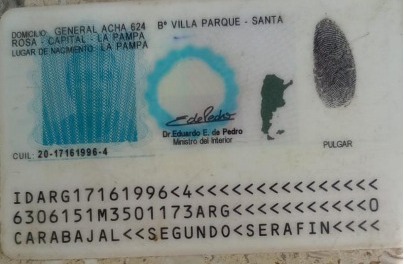 DOMICILIO: GENERAL ACHA 624 Bº VILLA PARQUE - SANTA
ROSA - CAPITAL - LA PAMPA
LUGAR DE NACIMIENTO: LA PAMPA
Dr. Eduardo E. de Pedro
Ministro del Interior
PULGAR
CUIL: 20-17161996-4
IDARG17161996<4<<<<<<<<<<<<<<<
6306151M3501173ARG<<<<<<<<<<<0
CARABAJAL<<SEGUNDO<SERAFIN<<<<